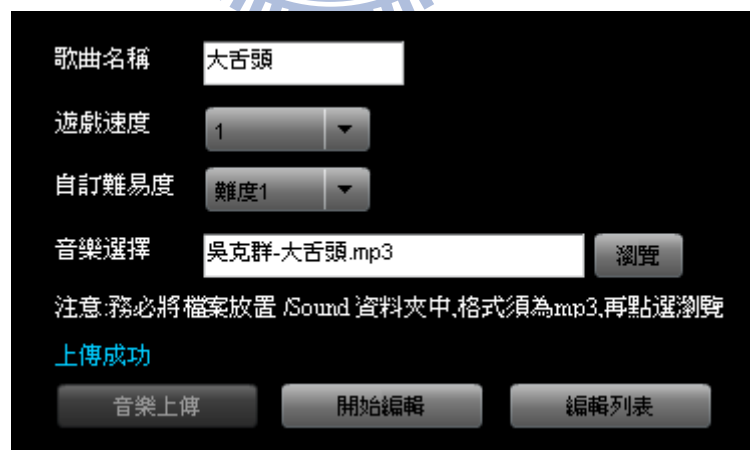 歌曲名稱 大舌頭
遊戲速度 1
自訂難易度 難度1
音樂選擇 吳克群-大舌頭.mp3 瀏覽
注意:務必將檔案放置 /Sound 資料夾中,格式須為mp3,再點選瀏覽
上傳成功
音樂上傳 開始編輯 編輯列表